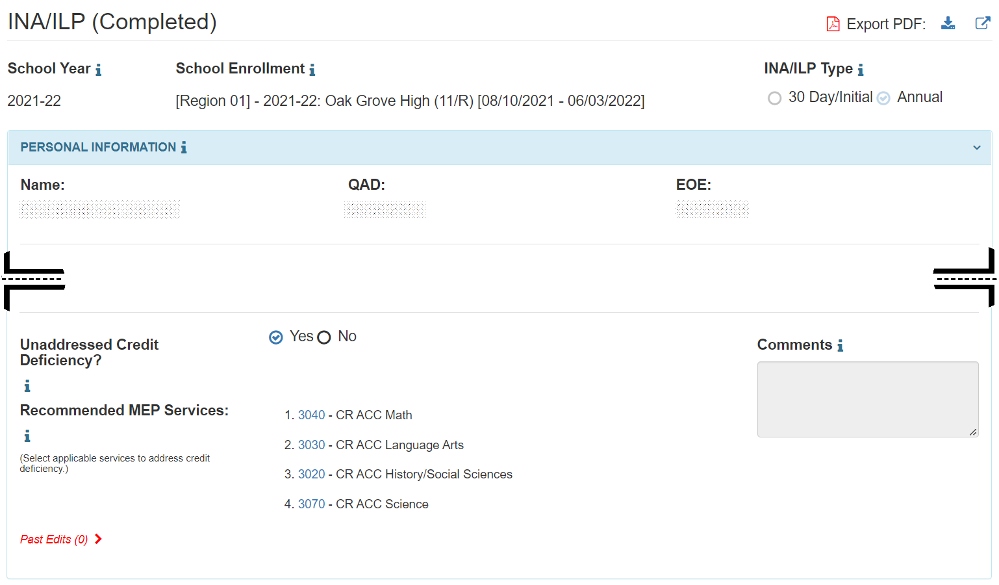 INA/ILP (Completed)
Export PDF:
School Year
School Enrollment
INA/ILP Type
2021-22
[Region 01] - 2021-22: Oak Grove High (11/R) [08/10/2021 - 06/03/2022]
30 Day/Initial Annual
PERSONAL INFORMATION
Name:
QAD:
EOE:
Unaddressed Credit
Deficiency?
Yes No
Comments
Recommended MEP Services:
(Select applicable services to address credit
deficiency.)
1. 3040 - CR ACC Math
2. 3030 - CR ACC Language Arts
3. 3020 - CR ACC History/Social Sciences
4. 3070 - CR ACC Science
Past Edits (0)